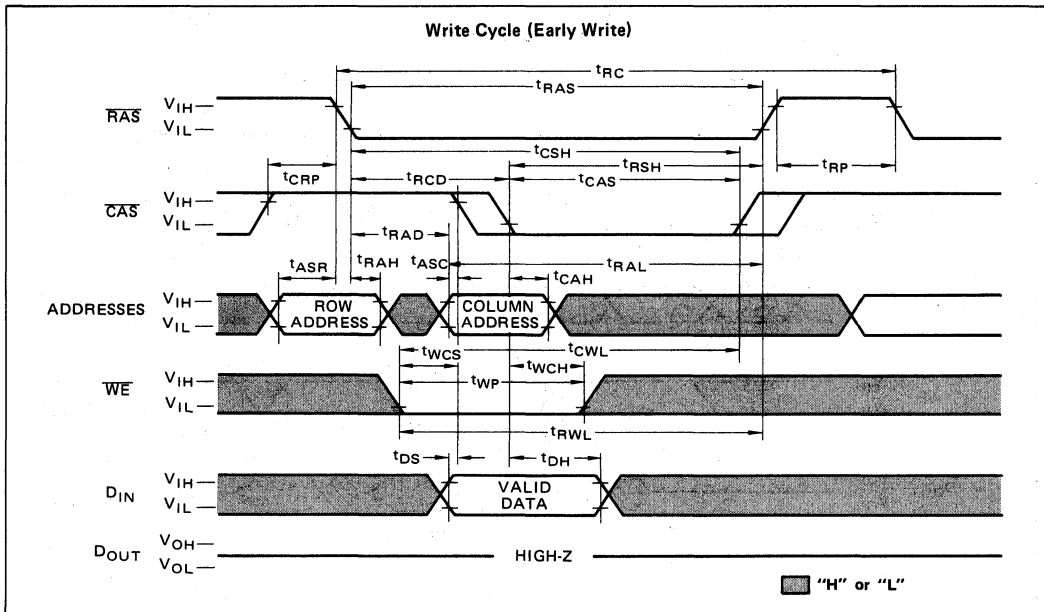 Write Cycle (Early Write)
tRC
tRAS
RAS VIH
VIL
tCSH
tRSH
tRP
tCRP
tRCD
tCAS
CAS VIH
VIL
tRAD
tASR
tRAH
tASC
tRAL
tCAH
ADDRESSES VIH
VIL
ROW
ADDRESS
COLUMN
ADDRESS
tCWL
tWCS
tWCH
tWP
WE VIH
VIL
tRWL
tDS
tDH
DIN VIH
VIL
VALID
DATA
DOUT VOH
VOL
HIGH-Z
"H" or "L"